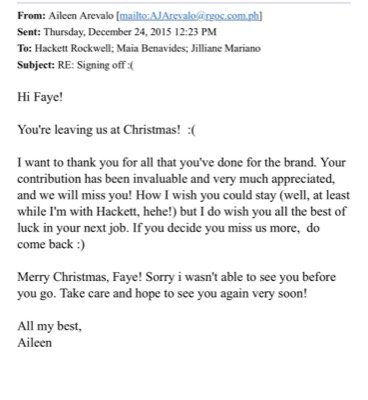 From: Aileen Arevalo [mailto:AJArevalo@rgoc.com.ph]
Sent: Thursday, December 24, 2015 12:23 PM
To: Hackett Rockwell; Maia Benavides; Jilliane Mariano
Subject: RE: Signing off :(
Hi Faye!
You're leaving us at Christmas! :(
I want to thank you for all that you've done for the brand. Your
contribution has been invaluable and very much appreciated,
and we will miss you! How I wish you could stay (well, at least
while I'm with Hackett, hehe!) but I do wish you all the best of
luck in your next job. If you decide you miss us more, do
come back :)
Merry Christmas, Faye! Sorry i wasn't able to see you before
you go. Take care and hope to see you again very soon!
All my best,
Aileen